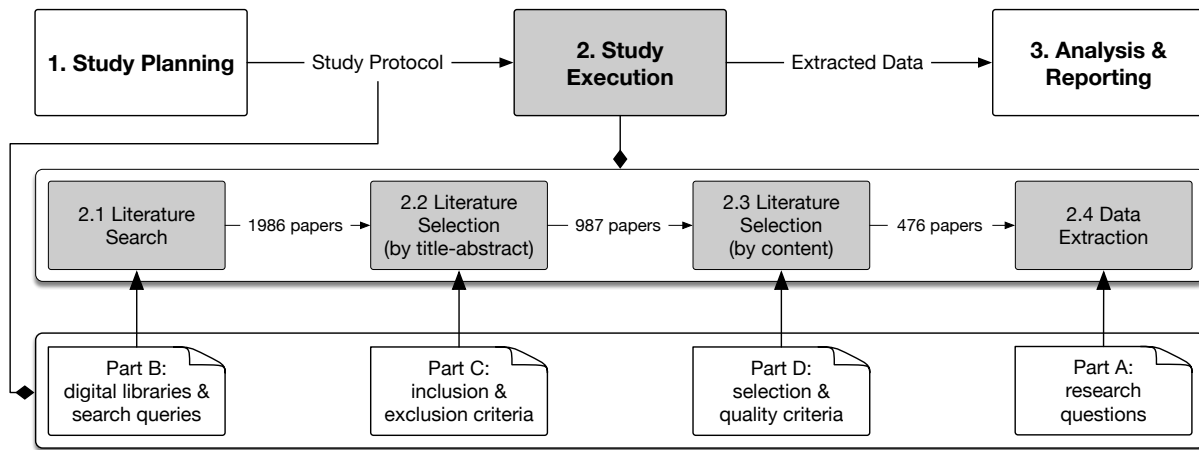 1. Study Planning
Study Protocol
2. Study
Execution
Extracted Data
3. Analysis &
Reporting
2.1 Literature
Search
1986 papers
2.2 Literature
Selection
(by title-abstract)
987 papers
2.3 Literature
Selection
(by content)
476 papers
2.4 Data
Extraction
Part B:
digital libraries &
search queries
Part C:
inclusion &
exclusion criteria
Part D:
selection &
quality criteria
Part A:
research
questions